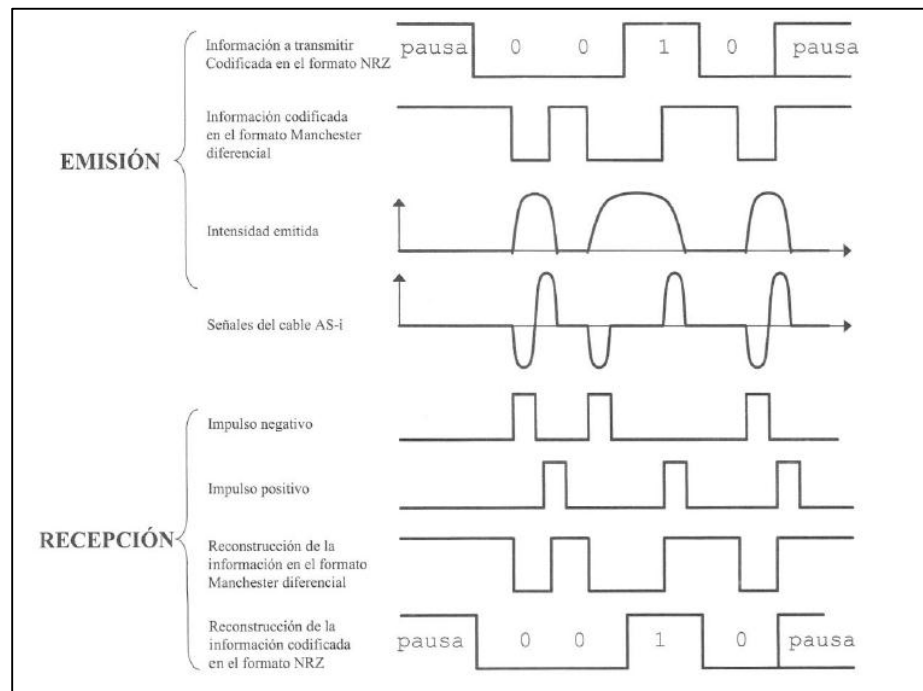 Información a transmitir
Codificada en el formato NRZ
pausa 0 0 1 0 pausa
Información codificada
en el formato Manchester
diferencial
EMISIÓN
Intensidad emitida
Señales del cable AS-i
Impulso negativo
Impulso positivo
RECEPCIÓN
Reconstrucción de la
información en el formato
Manchester diferencial
Reconstrucción de la
información codificada
en el formato NRZ
pausa 0 0 1 0 pausa